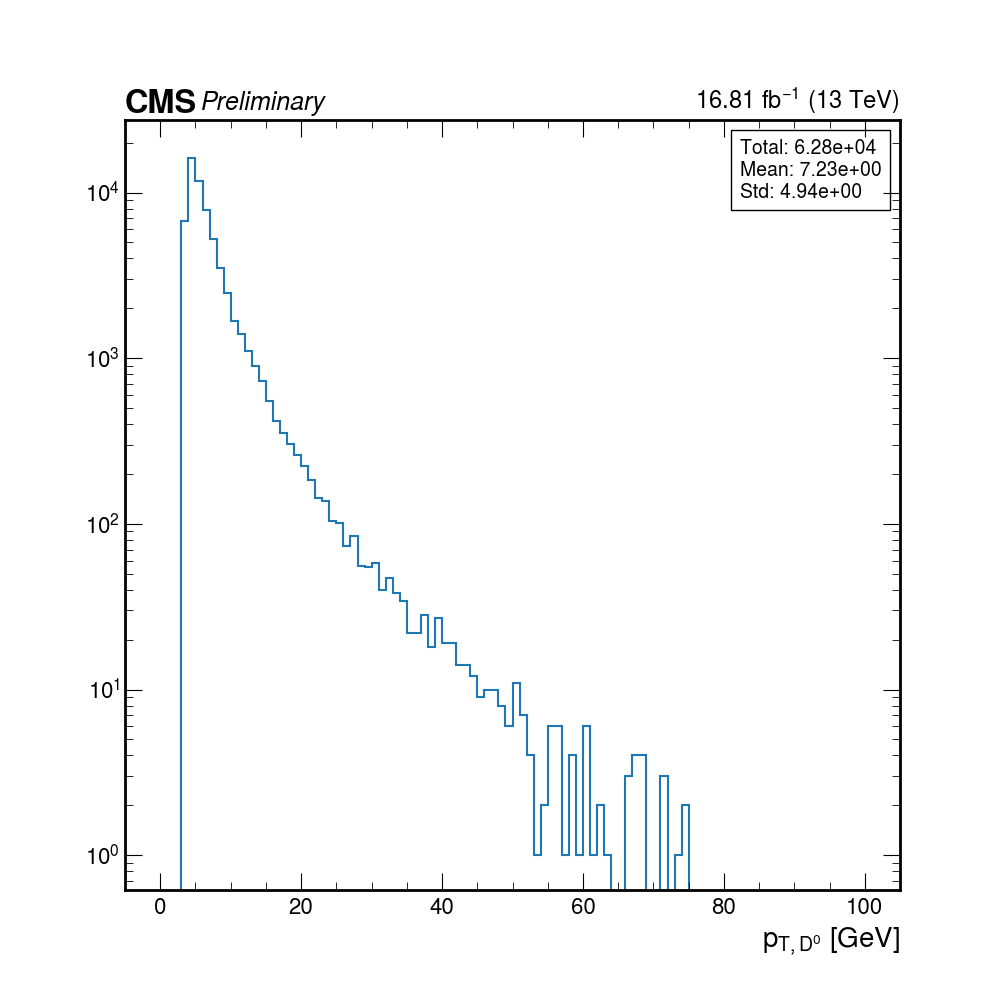 CMS Preliminary 16.81 fb⁻¹ (13 TeV)
Total: 6.28e+04
Mean: 7.23e+00
Std: 4.94e+00
10⁴
10³
10²
10¹
10⁰
0 20 40 60 80 100
p_{T, D⁰} [GeV]